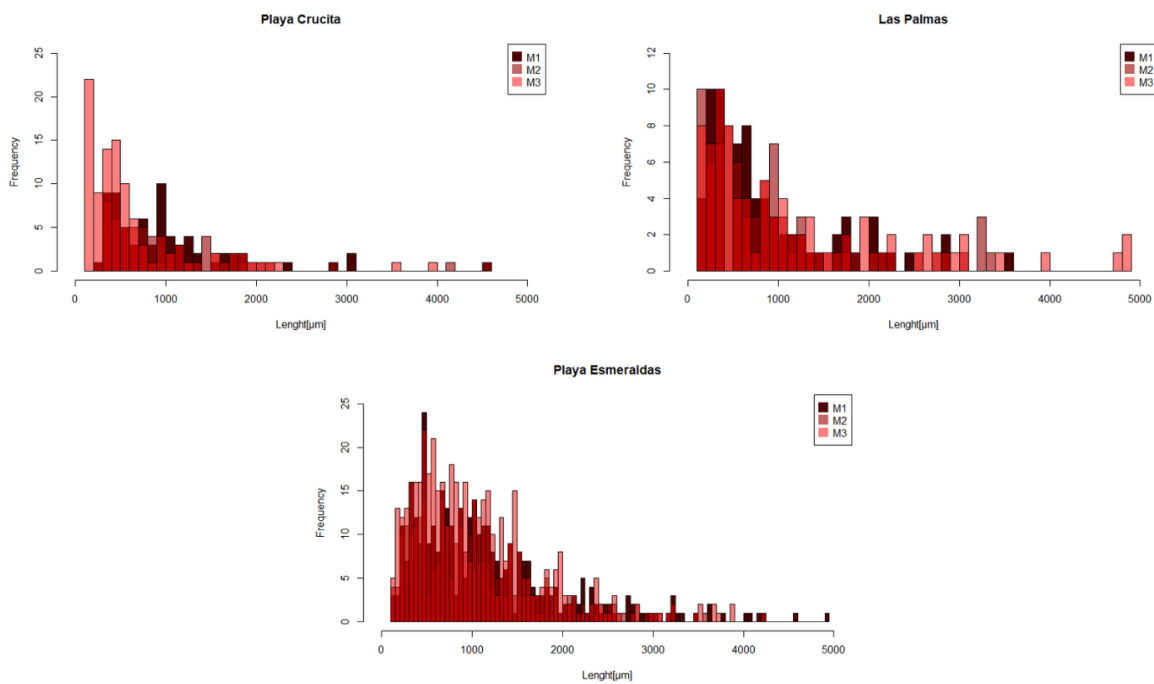 Playa Crucita
25
20
15
10
5
0
Frequency
M1
M2
M3
0 1000 2000 3000 4000 5000
Lenght[µm]
Las Palmas
12
10
8
6
4
2
0
Frequency
M1
M2
M3
0 1000 2000 3000 4000 5000
Lenght[µm]
Playa Esmeraldas
25
20
15
10
5
0
Frequency
M1
M2
M3
0 1000 2000 3000 4000 5000
Lenght[µm]